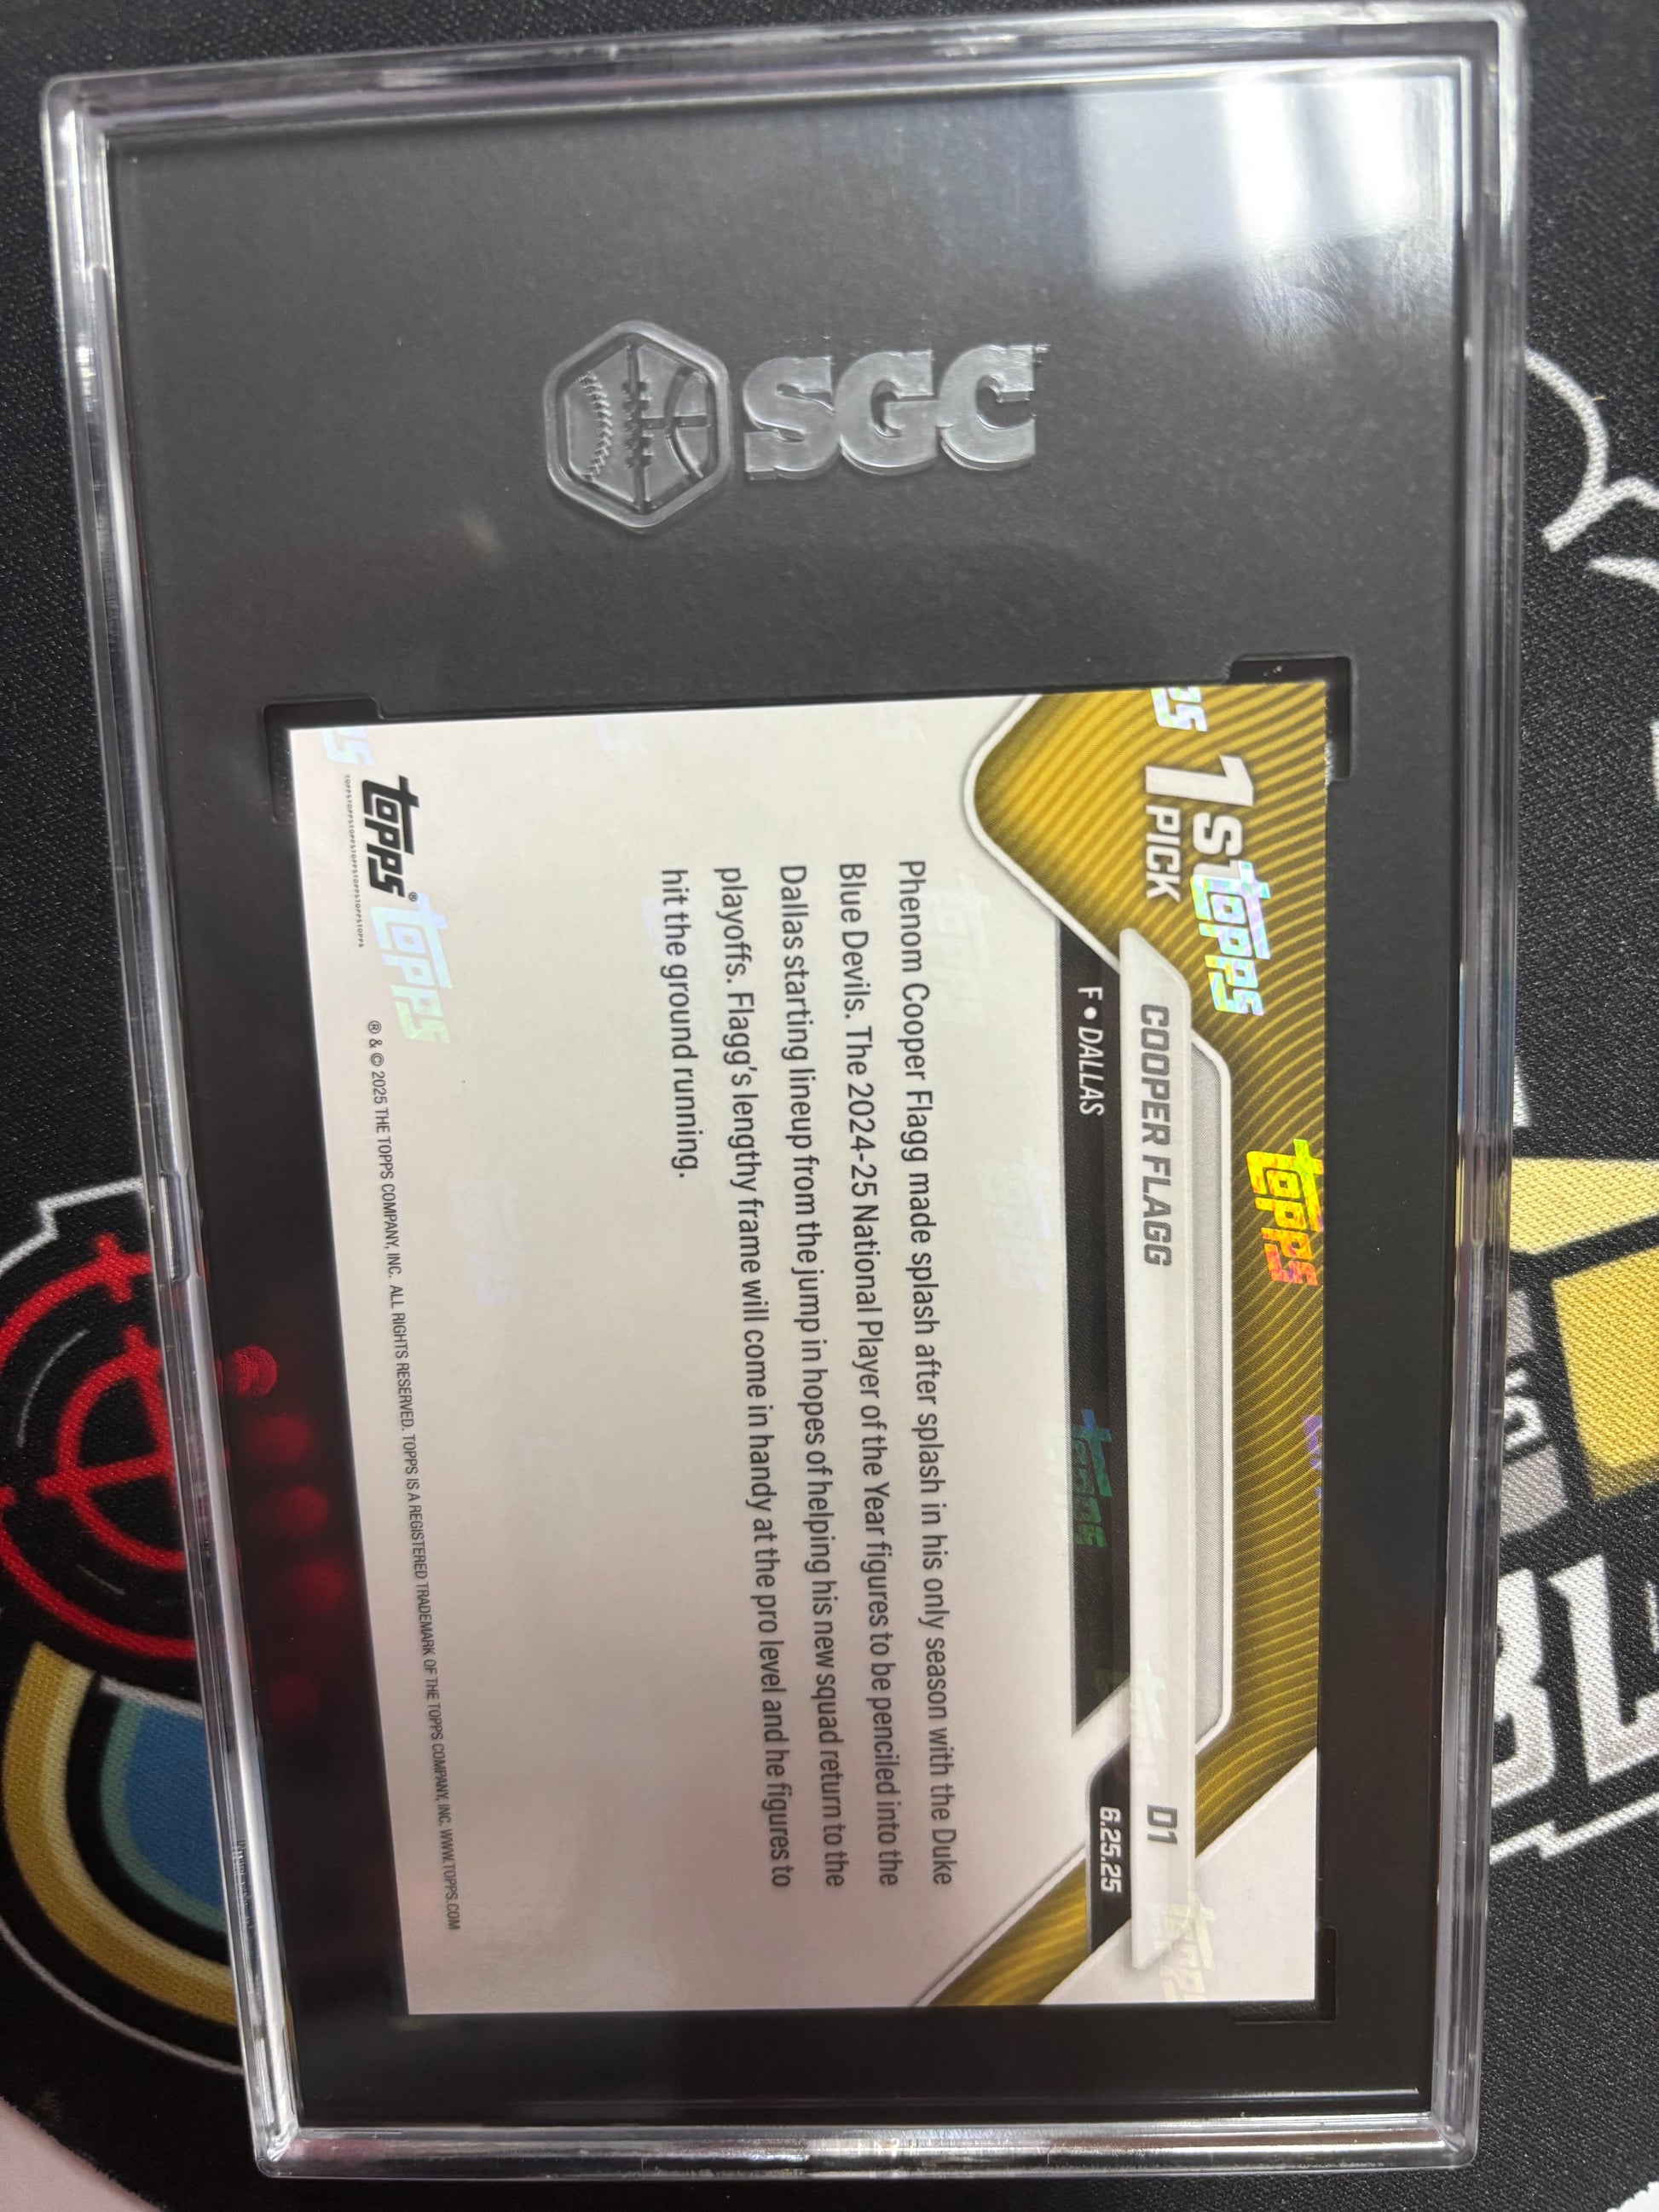 SGC
1ST
PICK
COOPER FLAGG D1
F • DALLAS 6.25.25
Phenom Cooper Flagg made splash after splash in his only season with the Duke
Blue Devils. The 2024-25 National Player of the Year figures to be penciled into the
Dallas starting lineup from the jump in hopes of helping his new squad return to the
playoffs. Flagg's lengthy frame will come in handy at the pro level and he figures to
hit the ground running.
topps®
® & © 2025 THE TOPPS COMPANY, INC. ALL RIGHTS RESERVED. TOPPS IS A REGISTERED TRADEMARK OF THE TOPPS COMPANY, INC. WWW.TOPPS.COM
topps
topps
topps
topps
BL